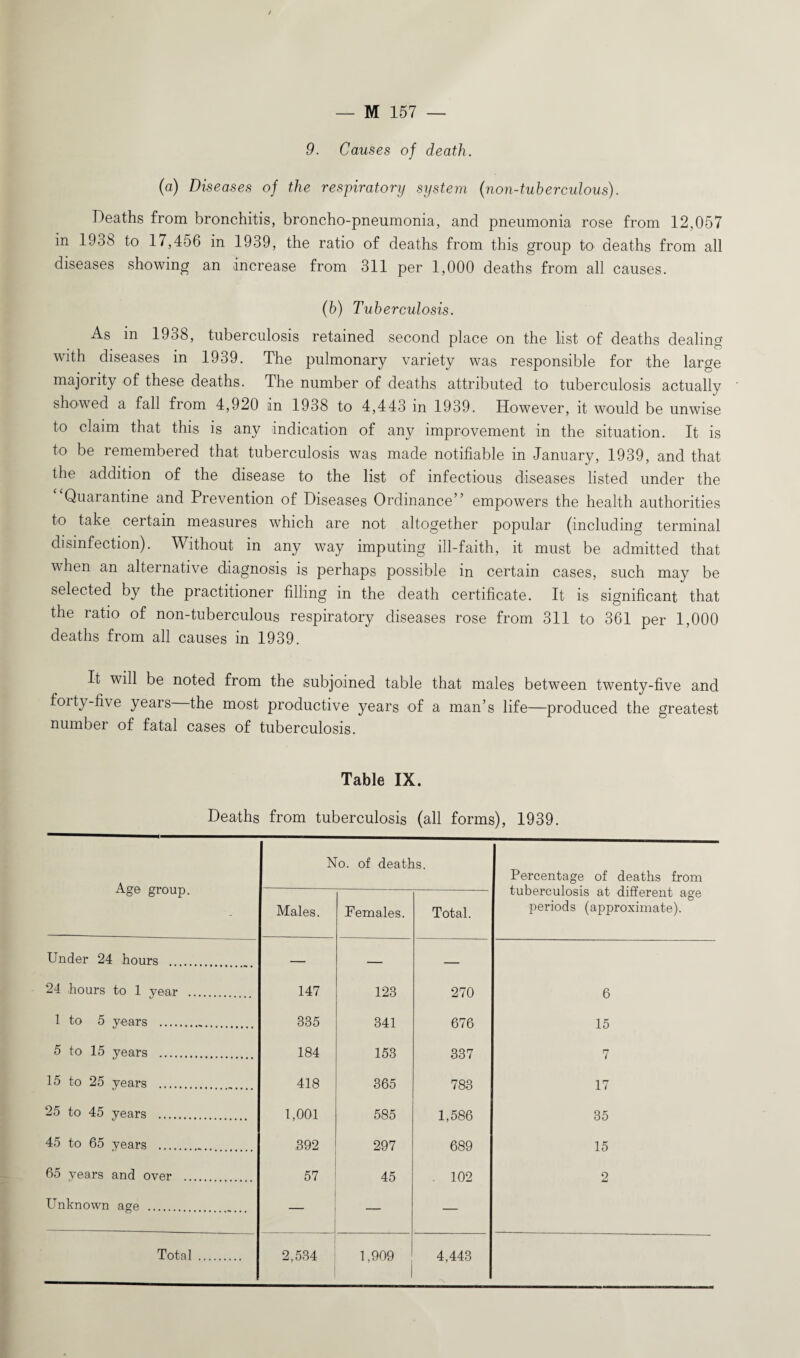 — M 157 —
9. Causes of death.
(a) Diseases of the respiratory system (non-tuberculous).
Deaths from bronchitis, broncho-pneumonia, and pneumonia rose from 12,057
in 1938 to 17,456 in 1939, the ratio of deaths from this group to deaths from all
diseases showing an increase from 311 per 1,000 deaths from all causes.
(b) Tuberculosis.
As in 1938, tuberculosis retained second place on the list of deaths dealing
with diseases in 1939. The pulmonary variety was responsible for the large
majority of these deaths. The number of deaths attributed to tuberculosis actually
showed a fall from 4,920 in 1938 to 4,443 in 1939. However, it would be unwise
to claim that this is any indication of any improvement in the situation. It is
to be remembered that tuberculosis was made notifiable in January, 1939, and that
the addition of the disease to the list of infectious diseases listed under the
“Quarantine and Prevention of Diseases Ordinance” empowers the health authorities
to take certain measures which are not altogether popular (including terminal
disinfection). Without in any way imputing ill-faith, it must be admitted that
when an alternative diagnosis is perhaps possible in certain cases, such may be
selected by the practitioner filling in the death certificate. It is significant that
the ratio of non-tuberculous respiratory diseases rose from 311 to 361 per 1,000
deaths from all causes in 1939.
It will be noted from the subjoined table that males between twenty-five and
forty-five years—the most productive years of a man’s life—produced the greatest
number of fatal cases of tuberculosis.
Table IX.
Deaths from tuberculosis (all forms), 1939.
Age group. No. of deaths. Percentage of deaths from
tuberculosis at different age
periods (approximate).
Males. Females. Total.
Under 24 hours — — —
24 hours to 1 year 147 123 270 6
1 to 5 years 335 341 676 15
5 to 15 years 184 153 337 7
15 to 25 years 418 365 783 17
25 to 45 years 1,001 585 1,586 35
45 to 65 years 392 297 689 15
65 years and over 57 45 102 2
Unknown age — — —
Total 2,534 1,909 4,443